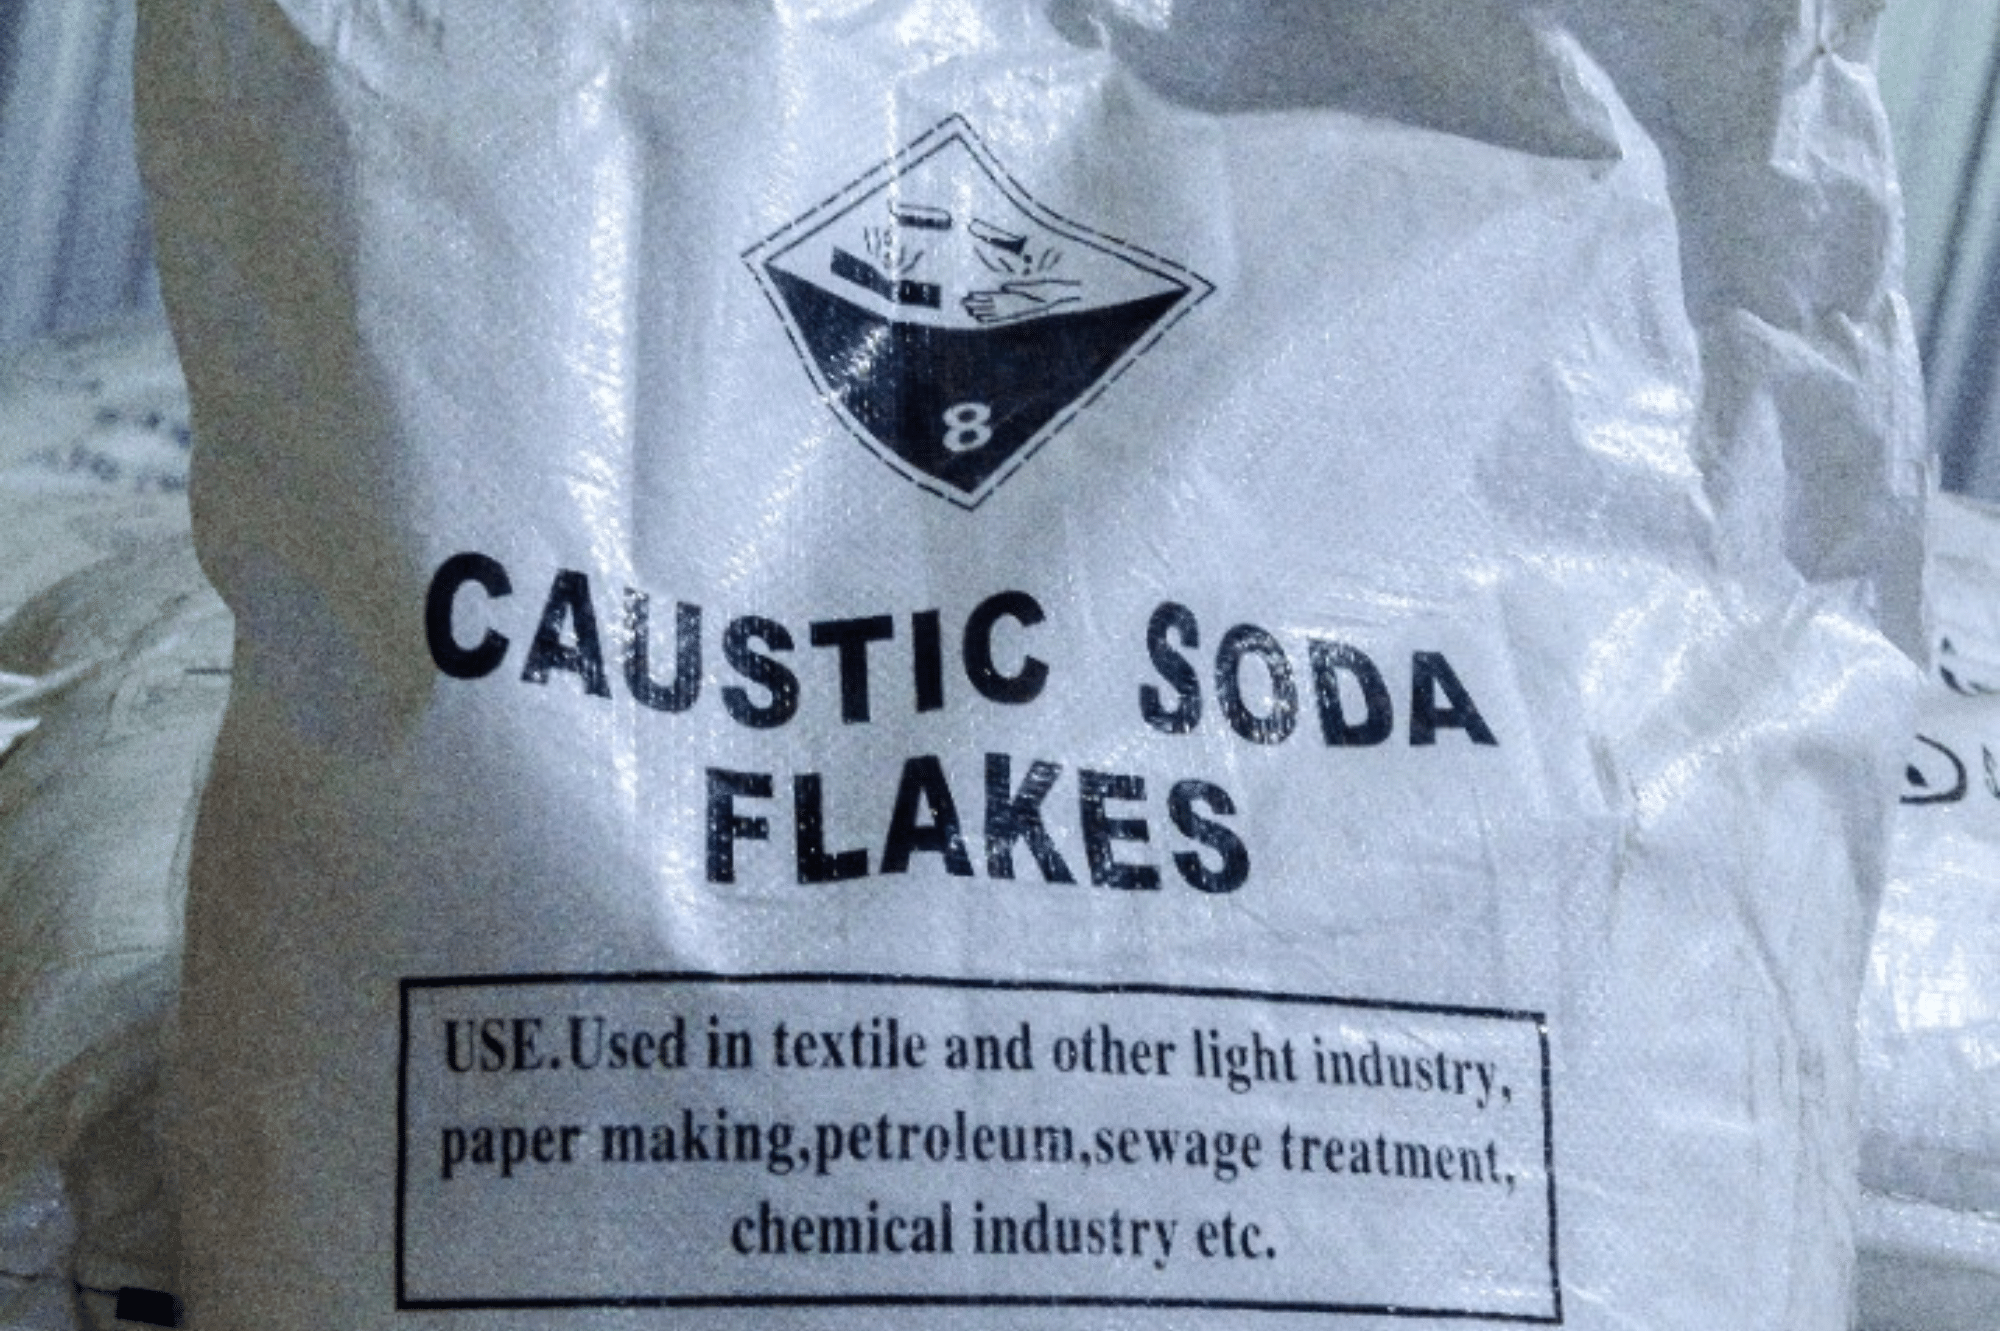 8
CAUSTIC SODA
FLAKES
USE.Used in textile and other light industry,
paper making,petroleum,sewage treatment,
chemical industry etc.